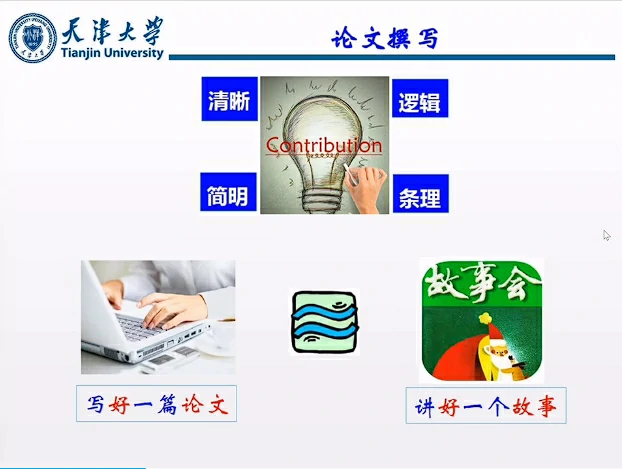 天津大学
Tianjin University
论文撰写
清晰
逻辑
Contribution
简明
条理
故事会
写好一篇论文
讲好一个故事